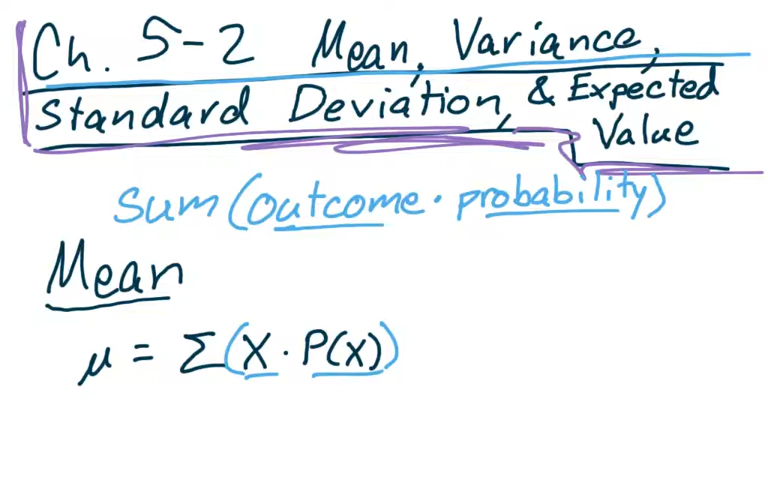 Ch. 5-2 Mean, Variance,
Standard Deviation, & Expected
Value
sum(outcome · probability)
Mean
μ = Σ(X · P(X))